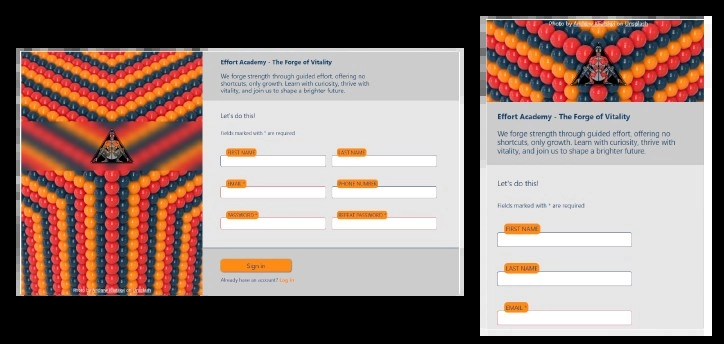 Effort Academy - The Forge of Vitality
We forge strength through guided effort, offering no
shortcuts, only growth. Learn with curiosity, thrive with
vitality, and join us to shape a brighter future.
Let's do this!
Fields marked with * are required
FIRST NAME
LAST NAME
EMAIL *
PHONE NUMBER
PASSWORD *
REPEAT PASSWORD *
Sign in
Already have an account? Log in
Photo by on Unsplash
Photo by on Unsplash
Effort Academy - The Forge of Vitality
We forge strength through guided effort, offering no
shortcuts, only growth. Learn with curiosity, thrive with
vitality, and join us to shape a brighter future.
Let's do this!
Fields marked with * are required
FIRST NAME
LAST NAME
EMAIL *